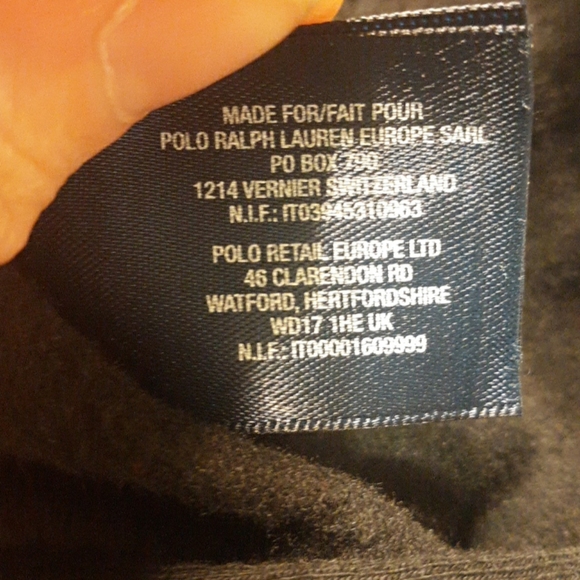 MADE FOR/FAIT POUR
POLO RALPH LAUREN EUROPE SARL
PO BOX 790
1214 VERNIER SWITZERLAND
N.I.F.: IT03945310963
POLO RETAIL EUROPE LTD
46 CLARENDON RD
WATFORD, HERTFORDSHIRE
WD17 1HE UK
N.I.F.: IT00001609999